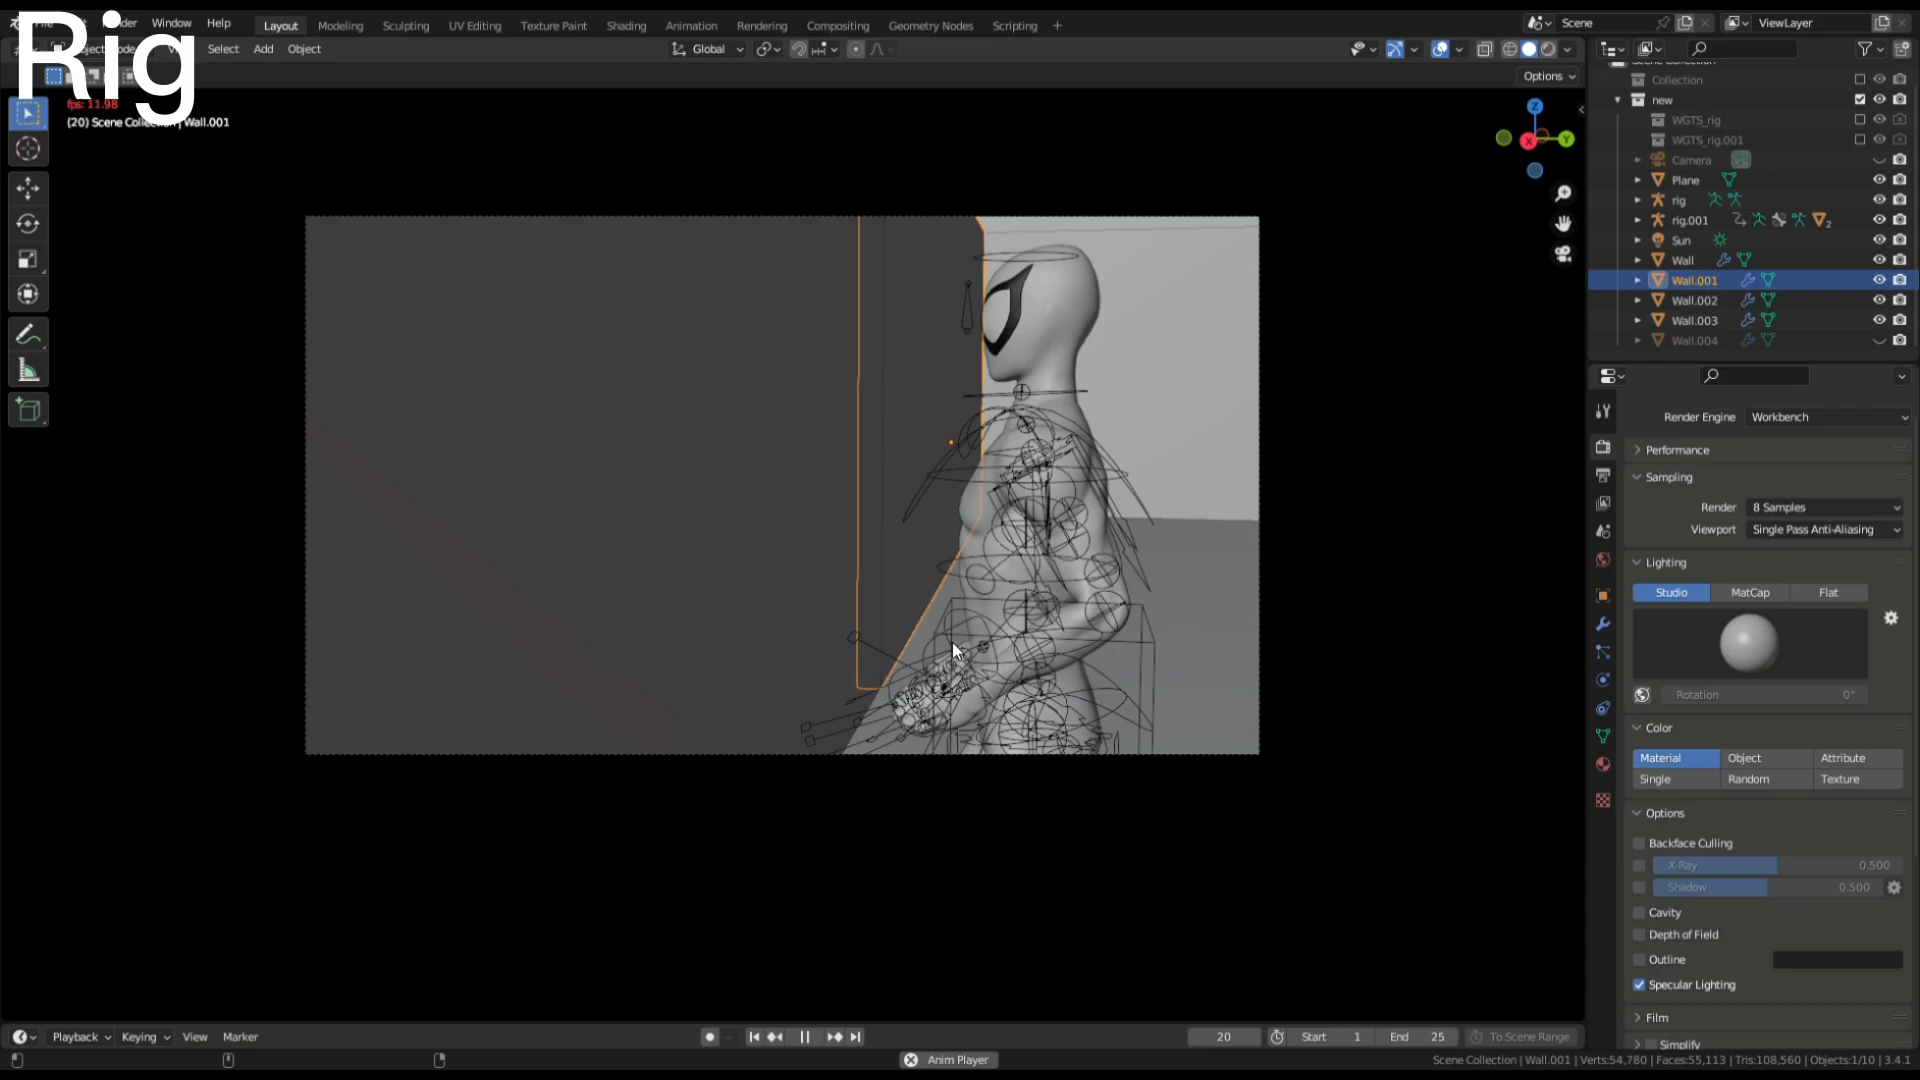 Rig
Render Window Help
Layout Modeling Sculpting UV Editing Texture Paint Shading Animation Rendering Compositing Geometry Nodes Scripting +
Scene
ViewLayer
Select Add Object
Global
Options
fps: 11.98
(20) Scene Collection | Wall.001
Z
Y
X
Scene Collection
Collection
new
WGTS_rig
WGTS_rig.001
Camera
Plane
rig
rig.001
2
Sun
Wall
Wall.001
Wall.002
Wall.003
Wall.004
Render Engine Workbench
Performance
Sampling
Render 8 Samples
Viewport Single Pass Anti-Aliasing
Lighting
Studio MatCap Flat
Rotation 0°
Color
Material Object Attribute
Single Random Texture
Options
Backface Culling
X-Ray 0.500
Shadow 0.500
Cavity
Depth of Field
Outline
Specular Lighting
Film
Simplify
Playback Keying View Marker
20 Start 1 End 25 To Scene Range
Anim Player
Scene Collection | Wall.001 | Verts:54,780 | Faces:55,113 | Tris:108,560 | Objects:1/10 | 3.4.1